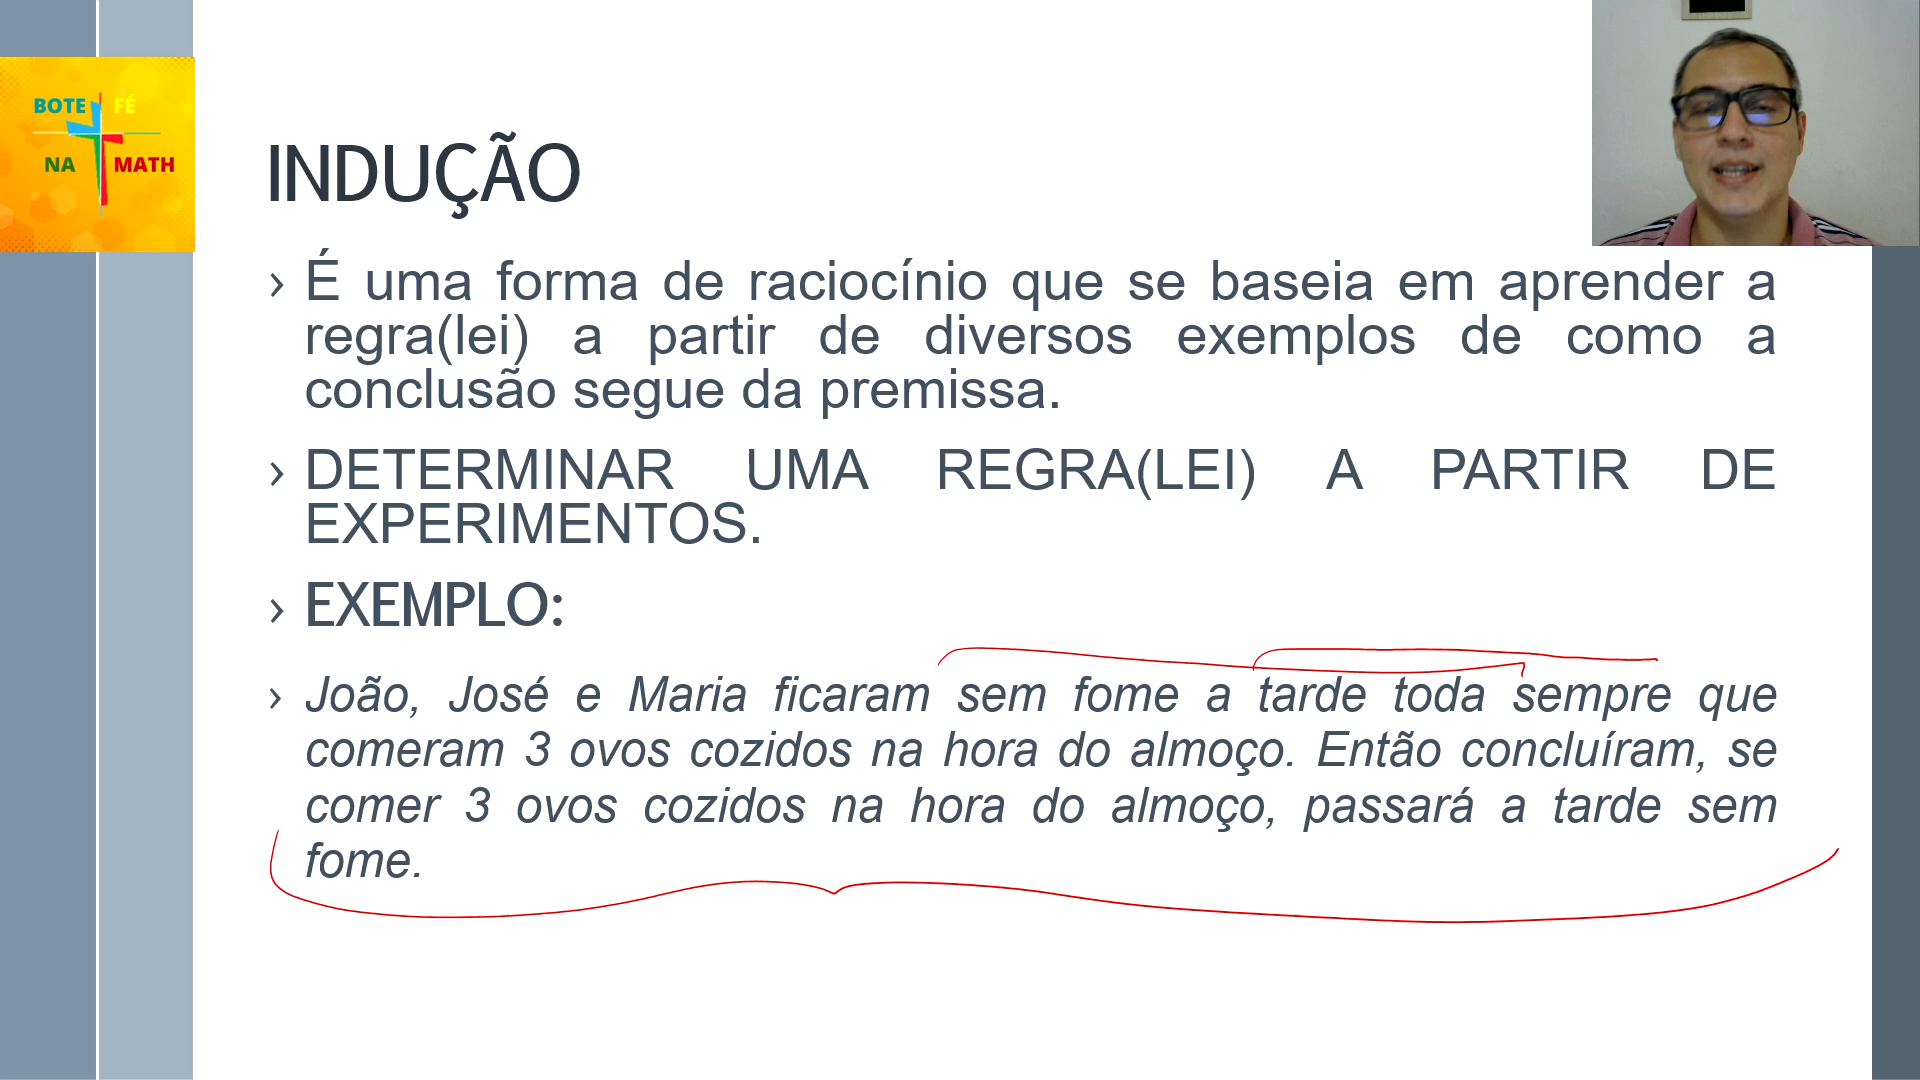 BOTE FÉ
NA MATH
INDUÇÃO
› É uma forma de raciocínio que se baseia em aprender a
regra(lei) a partir de diversos exemplos de como a
conclusão segue da premissa.
› DETERMINAR UMA REGRA(LEI) A PARTIR DE
EXPERIMENTOS.
› EXEMPLO:
› João, José e Maria ficaram sem fome a tarde toda sempre que
comeram 3 ovos cozidos na hora do almoço. Então concluíram, se
comer 3 ovos cozidos na hora do almoço, passará a tarde sem
fome.